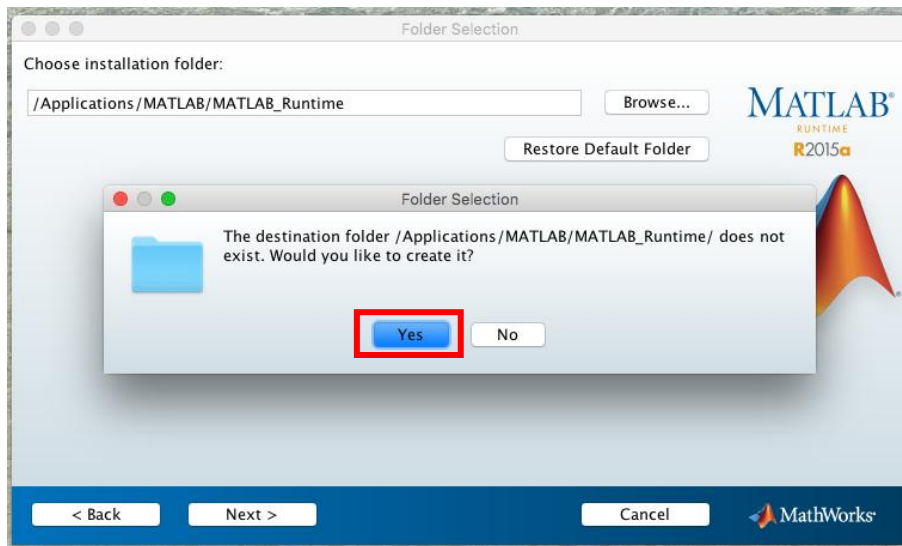 Folder Selection
Choose installation folder:
/Applications/MATLAB/MATLAB_Runtime
Browse...
MATLAB®
RUNTIME
R2015a
Restore Default Folder
Folder Selection
The destination folder /Applications/MATLAB/MATLAB_Runtime/ does not
exist. Would you like to create it?
Yes
No
< Back
Next >
Cancel
MathWorks®